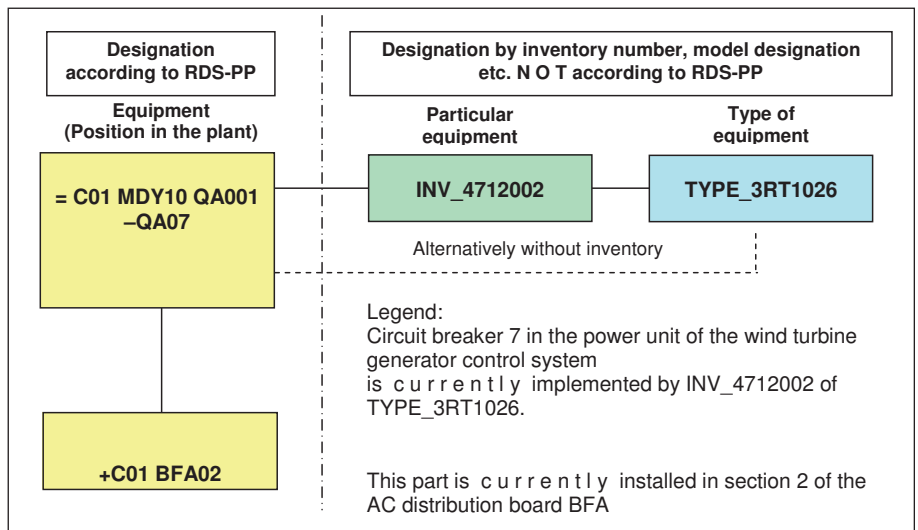 Designation
according to RDS-PP
Designation by inventory number, model designation
etc. N O T according to RDS-PP
Equipment
(Position in the plant)
Particular
equipment
Type of
equipment
= C01 MDY10 QA001
–QA07
INV_4712002
TYPE_3RT1026
Alternatively without inventory
Legend:
Circuit breaker 7 in the power unit of the wind turbine
generator control system
is c u r r e n t l y implemented by INV_4712002 of
TYPE_3RT1026.
+C01 BFA02
This part is c u r r e n t l y installed in section 2 of the
AC distribution board BFA